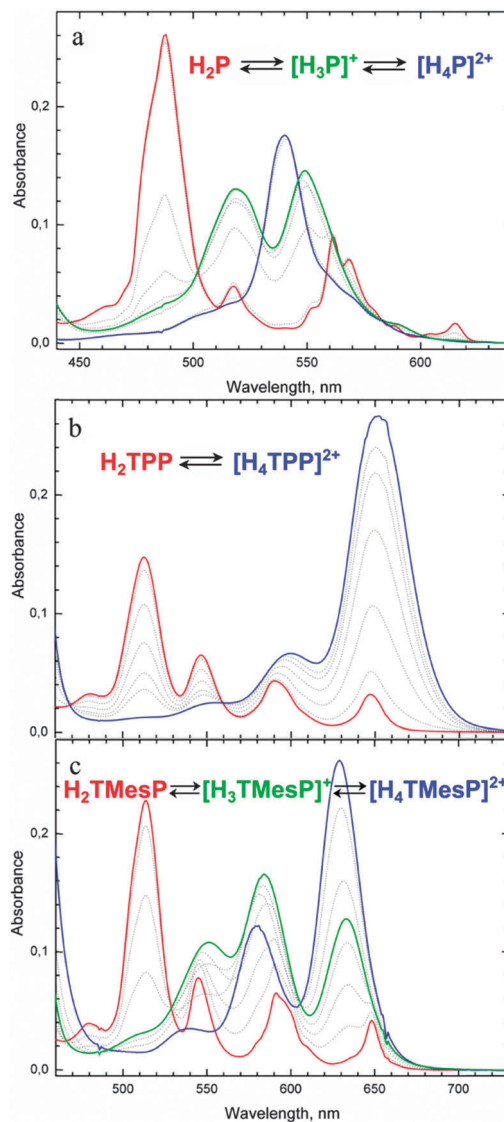 a
H₂P ⇌ [H₃P]⁺ ⇌ [H₄P]²⁺
Absorbance
0,2
0,1
0,0
450 500 550 600
Wavelength, nm
b
H₂TPP ⇌ [H₄TPP]²⁺
Absorbance
0,2
0,1
0,0
c
H₂TMesP ⇌ [H₃TMesP]⁺ ⇌ [H₄TMesP]²⁺
Absorbance
0,2
0,1
0,0
500 550 600 650 700
Wavelength, nm